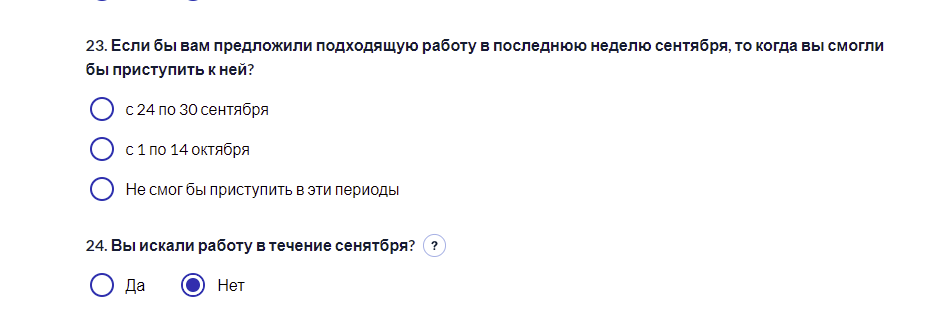 23. Если бы вам предложили подходящую работу в последнюю неделю сентября, то когда вы смогли
бы приступить к ней?
с 24 по 30 сентября
с 1 по 14 октября
Не смог бы приступить в эти периоды
24. Вы искали работу в течение сенятбря? ?
Да Нет